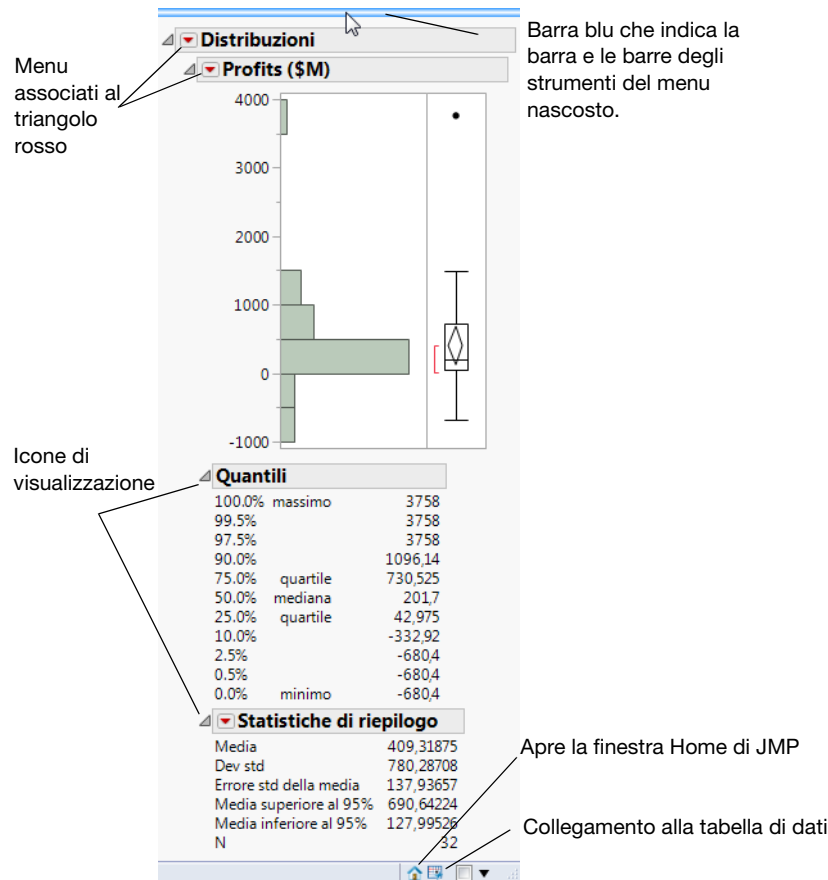 Barra blu che indica la
barra e le barre degli
strumenti del menu
nascosto.
Menu
associati al
triangolo
rosso
Distribuzioni
Profits ($M)
4000
3000
2000
1000
0
-1000
Icone di
visualizzazione
Quantili
100.0% massimo 3758
99.5% 3758
97.5% 3758
90.0% 1096,14
75.0% quartile 730,525
50.0% mediana 201,7
25.0% quartile 42,975
10.0% -332,92
2.5% -680,4
0.5% -680,4
0.0% minimo -680,4
Statistiche di riepilogo
Media 409,31875
Dev std 780,28708
Errore std della media 137,93657
Media superiore al 95% 690,64224
Media inferiore al 95% 127,99526
N 32
Apre la finestra Home di JMP
Collegamento alla tabella di dati